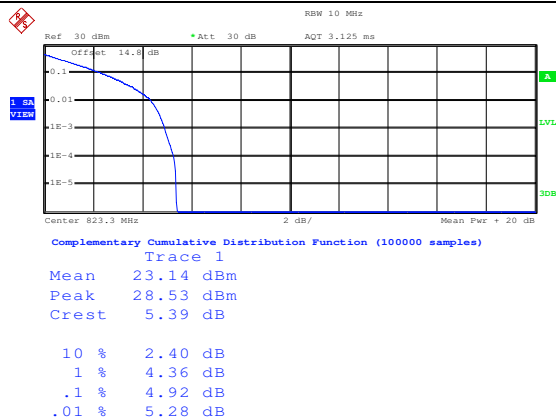 RBW 10 MHz
Ref 30 dBm *Att 30 dB AQT 3.125 ms
Offset 14.8 dB
0.1
A
0.01
1 SA
VIEW
1E-3
LVL
1E-4
1E-5
3DB
Center 823.3 MHz 2 dB/ Mean Pwr + 20 dB
Complementary Cumulative Distribution Function (100000 samples)
Trace 1
Mean 23.14 dBm
Peak 28.53 dBm
Crest 5.39 dB
10 % 2.40 dB
1 % 4.36 dB
.1 % 4.92 dB
.01 % 5.28 dB